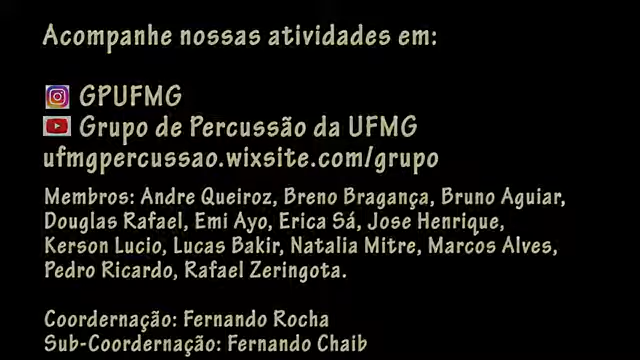 Acompanhe nossas atividades em:
GPUFMG
Grupo de Percussão da UFMG
ufmgpercussao.wixsite.com/grupo
Membros: Andre Queiroz, Breno Bragança, Bruno Aguiar,
Douglas Rafael, Emi Ayo, Erica Sá, Jose Henrique,
Kerson Lucio, Lucas Bakir, Natalia Mitre, Marcos Alves,
Pedro Ricardo, Rafael Zeringota.
Coordernação: Fernando Rocha
Sub-Coordernação: Fernando Chaib